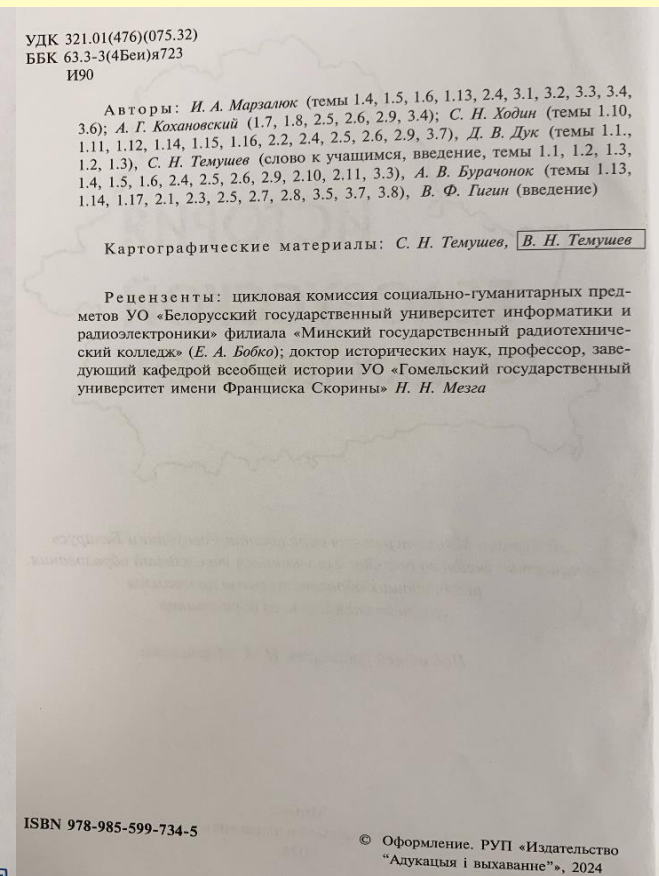 УДК 321.01(476)(075.32)
ББК 63.3-3(4Беи)я723
И90
Авторы: И. А. Марзалюк (темы 1.4, 1.5, 1.6, 1.13, 2.4, 3.1, 3.2, 3.3, 3.4,
3.6); А. Г. Кохановский (1.7, 1.8, 2.5, 2.6, 2.9, 3.4); С. Н. Ходин (темы 1.10,
1.11, 1.12, 1.14, 1.15, 1.16, 2.2, 2.4, 2.5, 2.6, 2.9, 3.7), Д. В. Дук (темы 1.1.,
1.2, 1.3), С. Н. Темушев (слово к учащимся, введение, темы 1.1, 1.2, 1.3,
1.4, 1.5, 1.6, 2.4, 2.5, 2.6, 2.9, 2.10, 2.11, 3.3), А. В. Бурачонок (темы 1.13,
1.14, 1.17, 2.1, 2.3, 2.5, 2.7, 2.8, 3.5, 3.7, 3.8), В. Ф. Гигин (введение)
Картографические материалы: С. Н. Темушев, В. Н. Темушев
Рецензенты: цикловая комиссия социально-гуманитарных пред-
метов УО «Белорусский государственный университет информатики и
радиоэлектроники» филиала «Минский государственный радиотехниче-
ский колледж» (Е. А. Бобко); доктор исторических наук, профессор, заве-
дующий кафедрой всеобщей истории УО «Гомельский государственный
университет имени Франциска Скорины» Н. Н. Мезга
ISBN 978-985-599-734-5
© Оформление. РУП «Издательство
“Адукацыя і выхаванне”», 2024